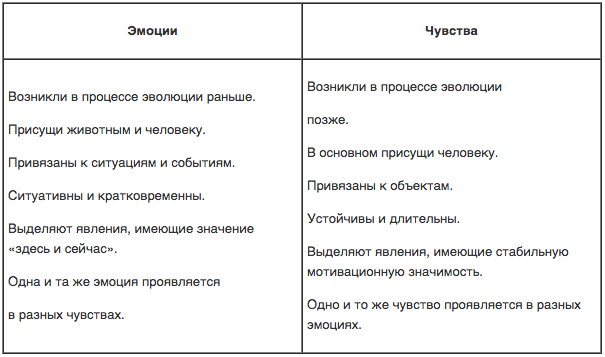 Эмоции
Чувства
Возникли в процессе эволюции раньше.
Присущи животным и человеку.
Привязаны к ситуациям и событиям.
Ситуативны и кратковременны.
Выделяют явления, имеющие значение
«здесь и сейчас».
Одна и та же эмоция проявляется
в разных чувствах.
Возникли в процессе эволюции
позже.
В основном присущи человеку.
Привязаны к объектам.
Устойчивы и длительны.
Выделяют явления, имеющие стабильную
мотивационную значимость.
Одно и то же чувство проявляется в разных
эмоциях.